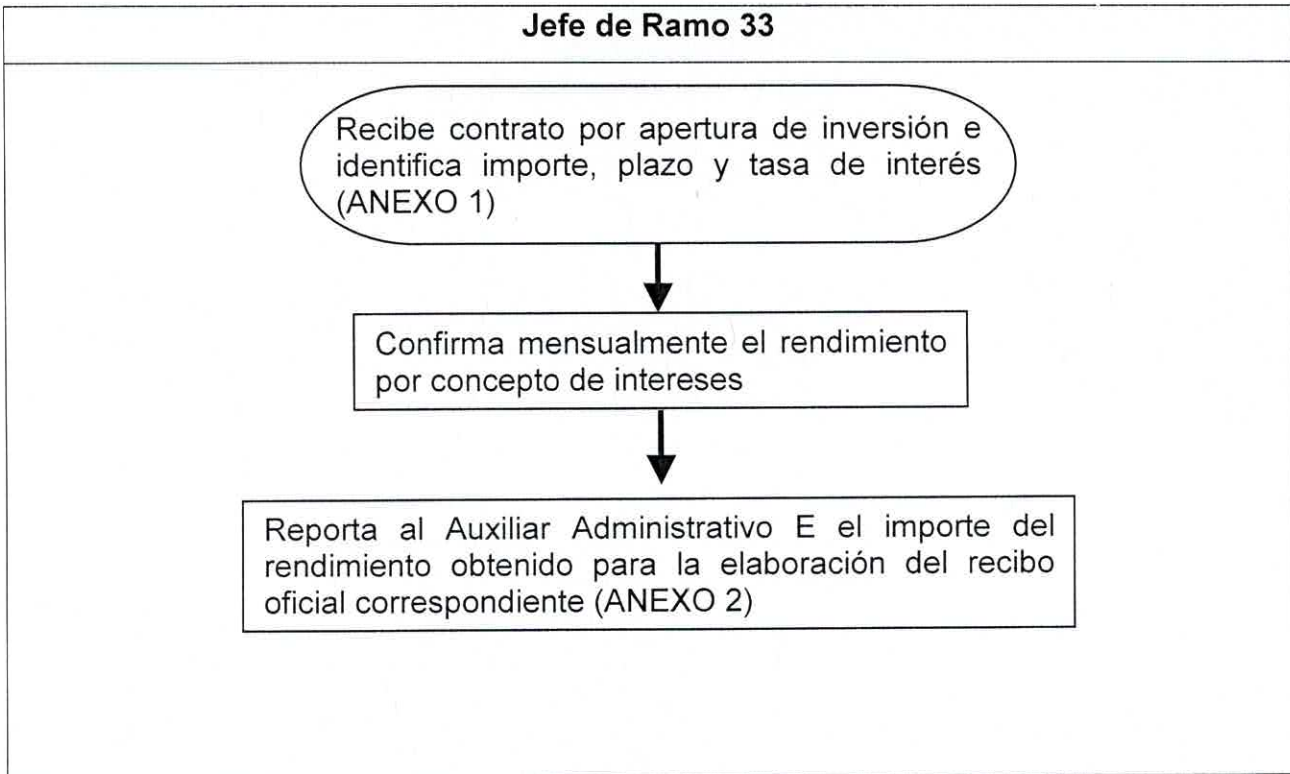 Jefe de Ramo 33
Recibe contrato por apertura de inversión e
identifica importe, plazo y tasa de interés
(ANEXO 1)
Confirma mensualmente el rendimiento
por concepto de intereses
Reporta al Auxiliar Administrativo E el importe del
rendimiento obtenido para la elaboración del recibo
oficial correspondiente (ANEXO 2)